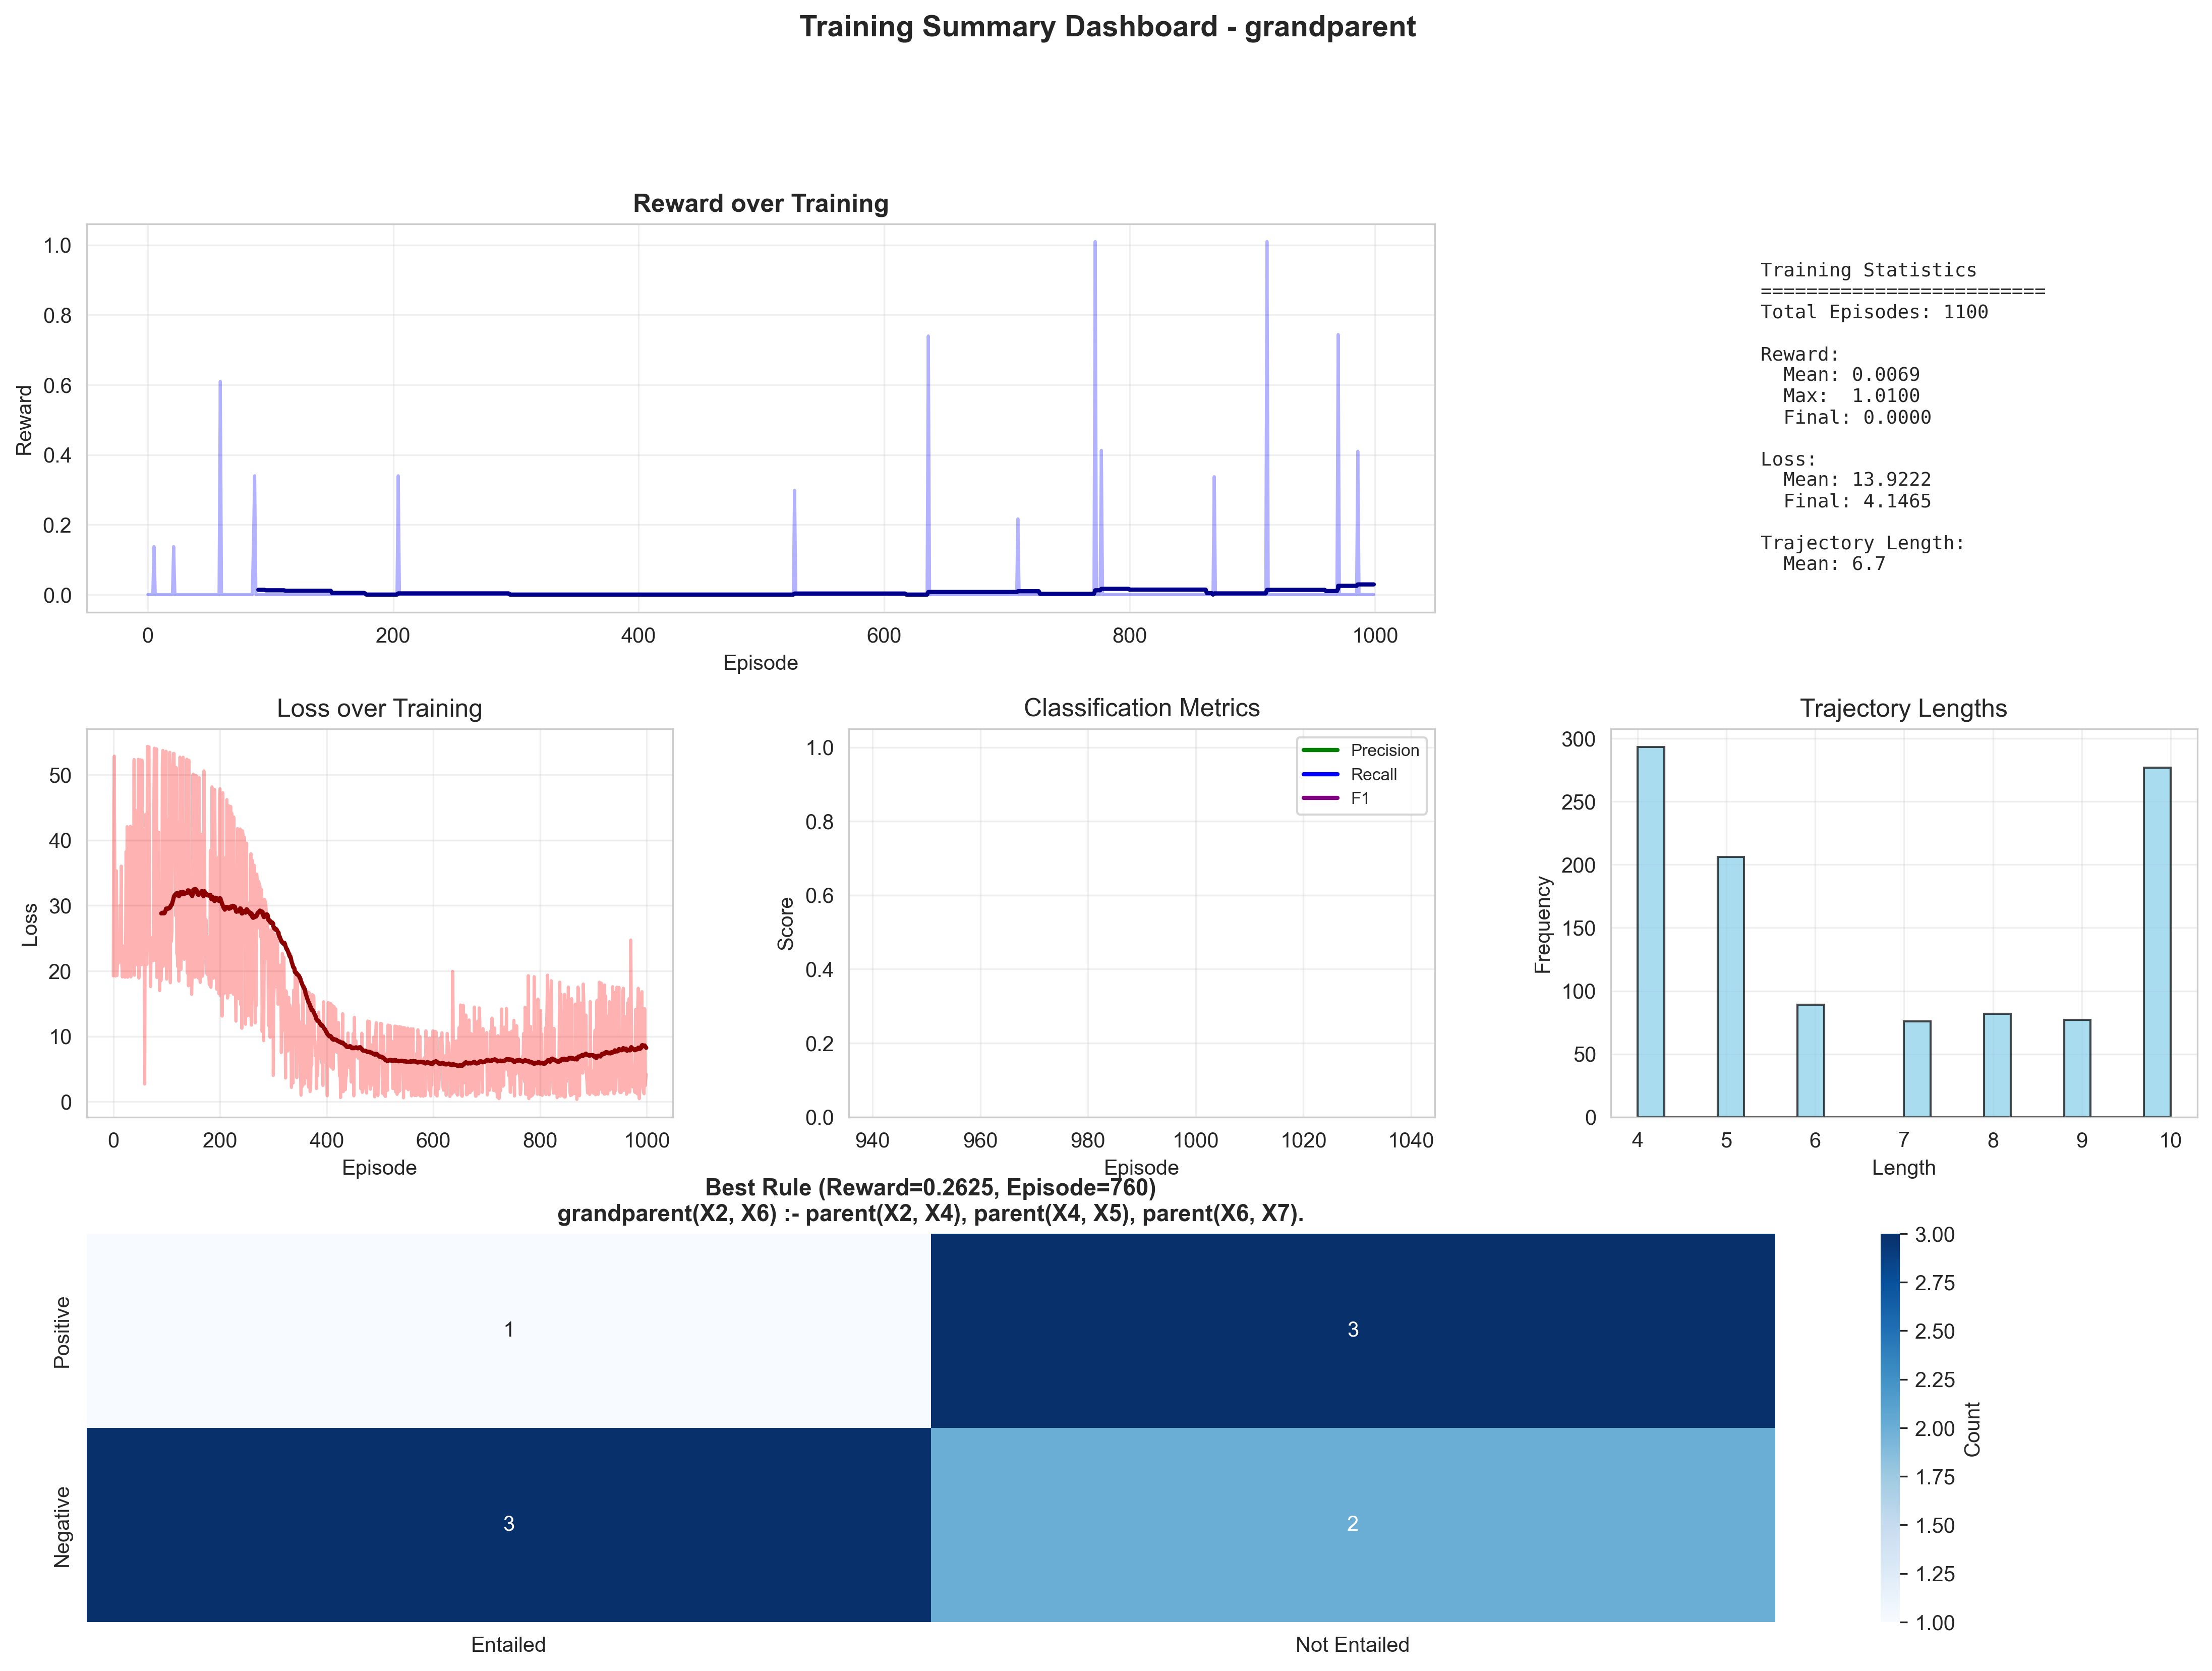 Training Summary Dashboard - grandparent
Reward over Training
1.0
0.8
0.6
0.4
0.2
0.0
Reward
0
200
400
600
800
1000
Episode
Training Statistics
=========================
Total Episodes: 1100
Reward:
Mean: 0.0069
Max:  1.0100
Final: 0.0000
Loss:
Mean: 13.9222
Final: 4.1465
Trajectory Length:
Mean: 6.7
Loss over Training
50
40
30
20
10
0
Loss
0
200
400
600
800
1000
Episode
Classification Metrics
1.0
0.8
0.6
0.4
0.2
0.0
Score
Precision
Recall
F1
940
960
980
1000
1020
1040
Episode
Trajectory Lengths
300
250
200
150
100
50
0
Frequency
4
5
6
7
8
9
10
Length
Best Rule (Reward=0.2625, Episode=760)
grandparent(X2, X6) :- parent(X2, X4), parent(X4, X5), parent(X6, X7).
Positive
1
3
Negative
3
2
Entailed
Not Entailed
3.00
2.75
2.50
2.25
2.00
1.75
1.50
1.25
1.00
Count